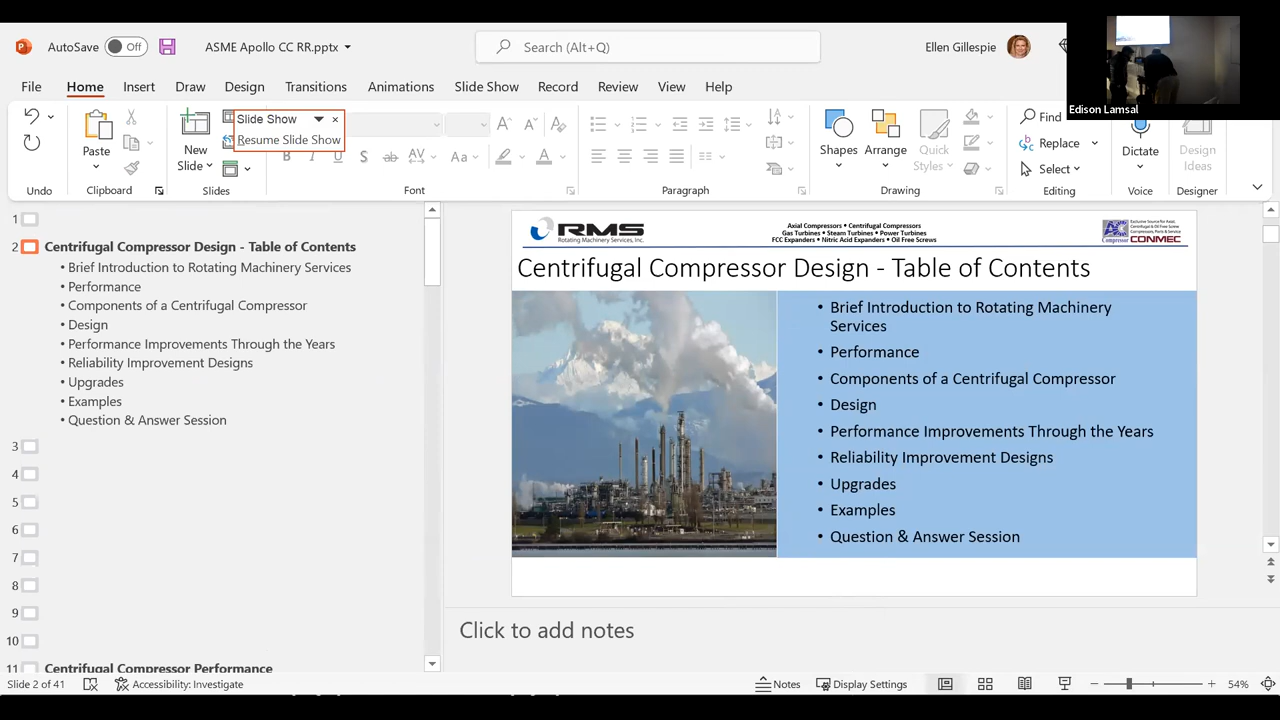 AutoSave Off ASME Apollo CC RR.pptx Search (Alt+Q) Ellen Gillespie
Edison Lamsal
File Home Insert Draw Design Transitions Animations Slide Show Record Review View Help
Slide Show
Resume Slide Show
Paste
New
Slide
Shapes
Arrange
Quick
Styles
Find
Replace
Select
Dictate
Design
Ideas
Undo Clipboard Slides Font Paragraph Drawing Editing Voice Designer
1
2 Centrifugal Compressor Design - Table of Contents
• Brief Introduction to Rotating Machinery Services
• Performance
• Components of a Centrifugal Compressor
• Design
• Performance Improvements Through the Years
• Reliability Improvement Designs
• Upgrades
• Examples
• Question & Answer Session
3
4
5
6
7
8
9
10
11 Centrifugal Compressor Performance
RMS
Rotating Machinery Services, Inc.
Axial Compressors • Centrifugal Compressors
Gas Turbines • Steam Turbines • Power Turbines
FCC Expanders • Nitric Acid Expanders • Oil Free Screws
CONMEC
Centrifugal Compressor Design - Table of Contents
• Brief Introduction to Rotating Machinery
Services
• Performance
• Components of a Centrifugal Compressor
• Design
• Performance Improvements Through the Years
• Reliability Improvement Designs
• Upgrades
• Examples
• Question & Answer Session
Click to add notes
Slide 2 of 41 Accessibility: Investigate Notes Display Settings 54%